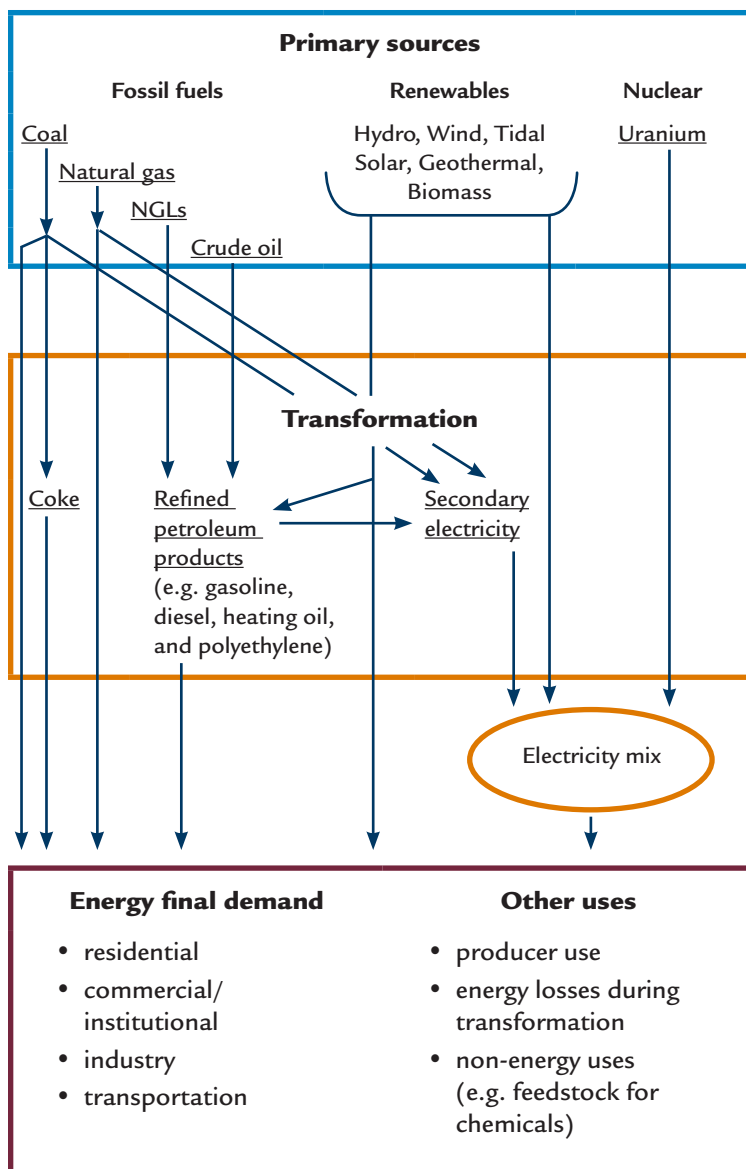 Primary sources
Fossil fuels
Renewables
Nuclear
Coal
Natural gas
NGLs
Crude oil
Hydro, Wind, Tidal
Solar, Geothermal,
Biomass
Uranium
Transformation
Coke
Refined
petroleum
products
(e.g. gasoline,
diesel, heating oil,
and polyethylene)
Secondary
electricity
Electricity mix
Energy final demand
• residential
• commercial/
institutional
• industry
• transportation
Other uses
• producer use
• energy losses during
transformation
• non-energy uses
(e.g. feedstock for
chemicals)